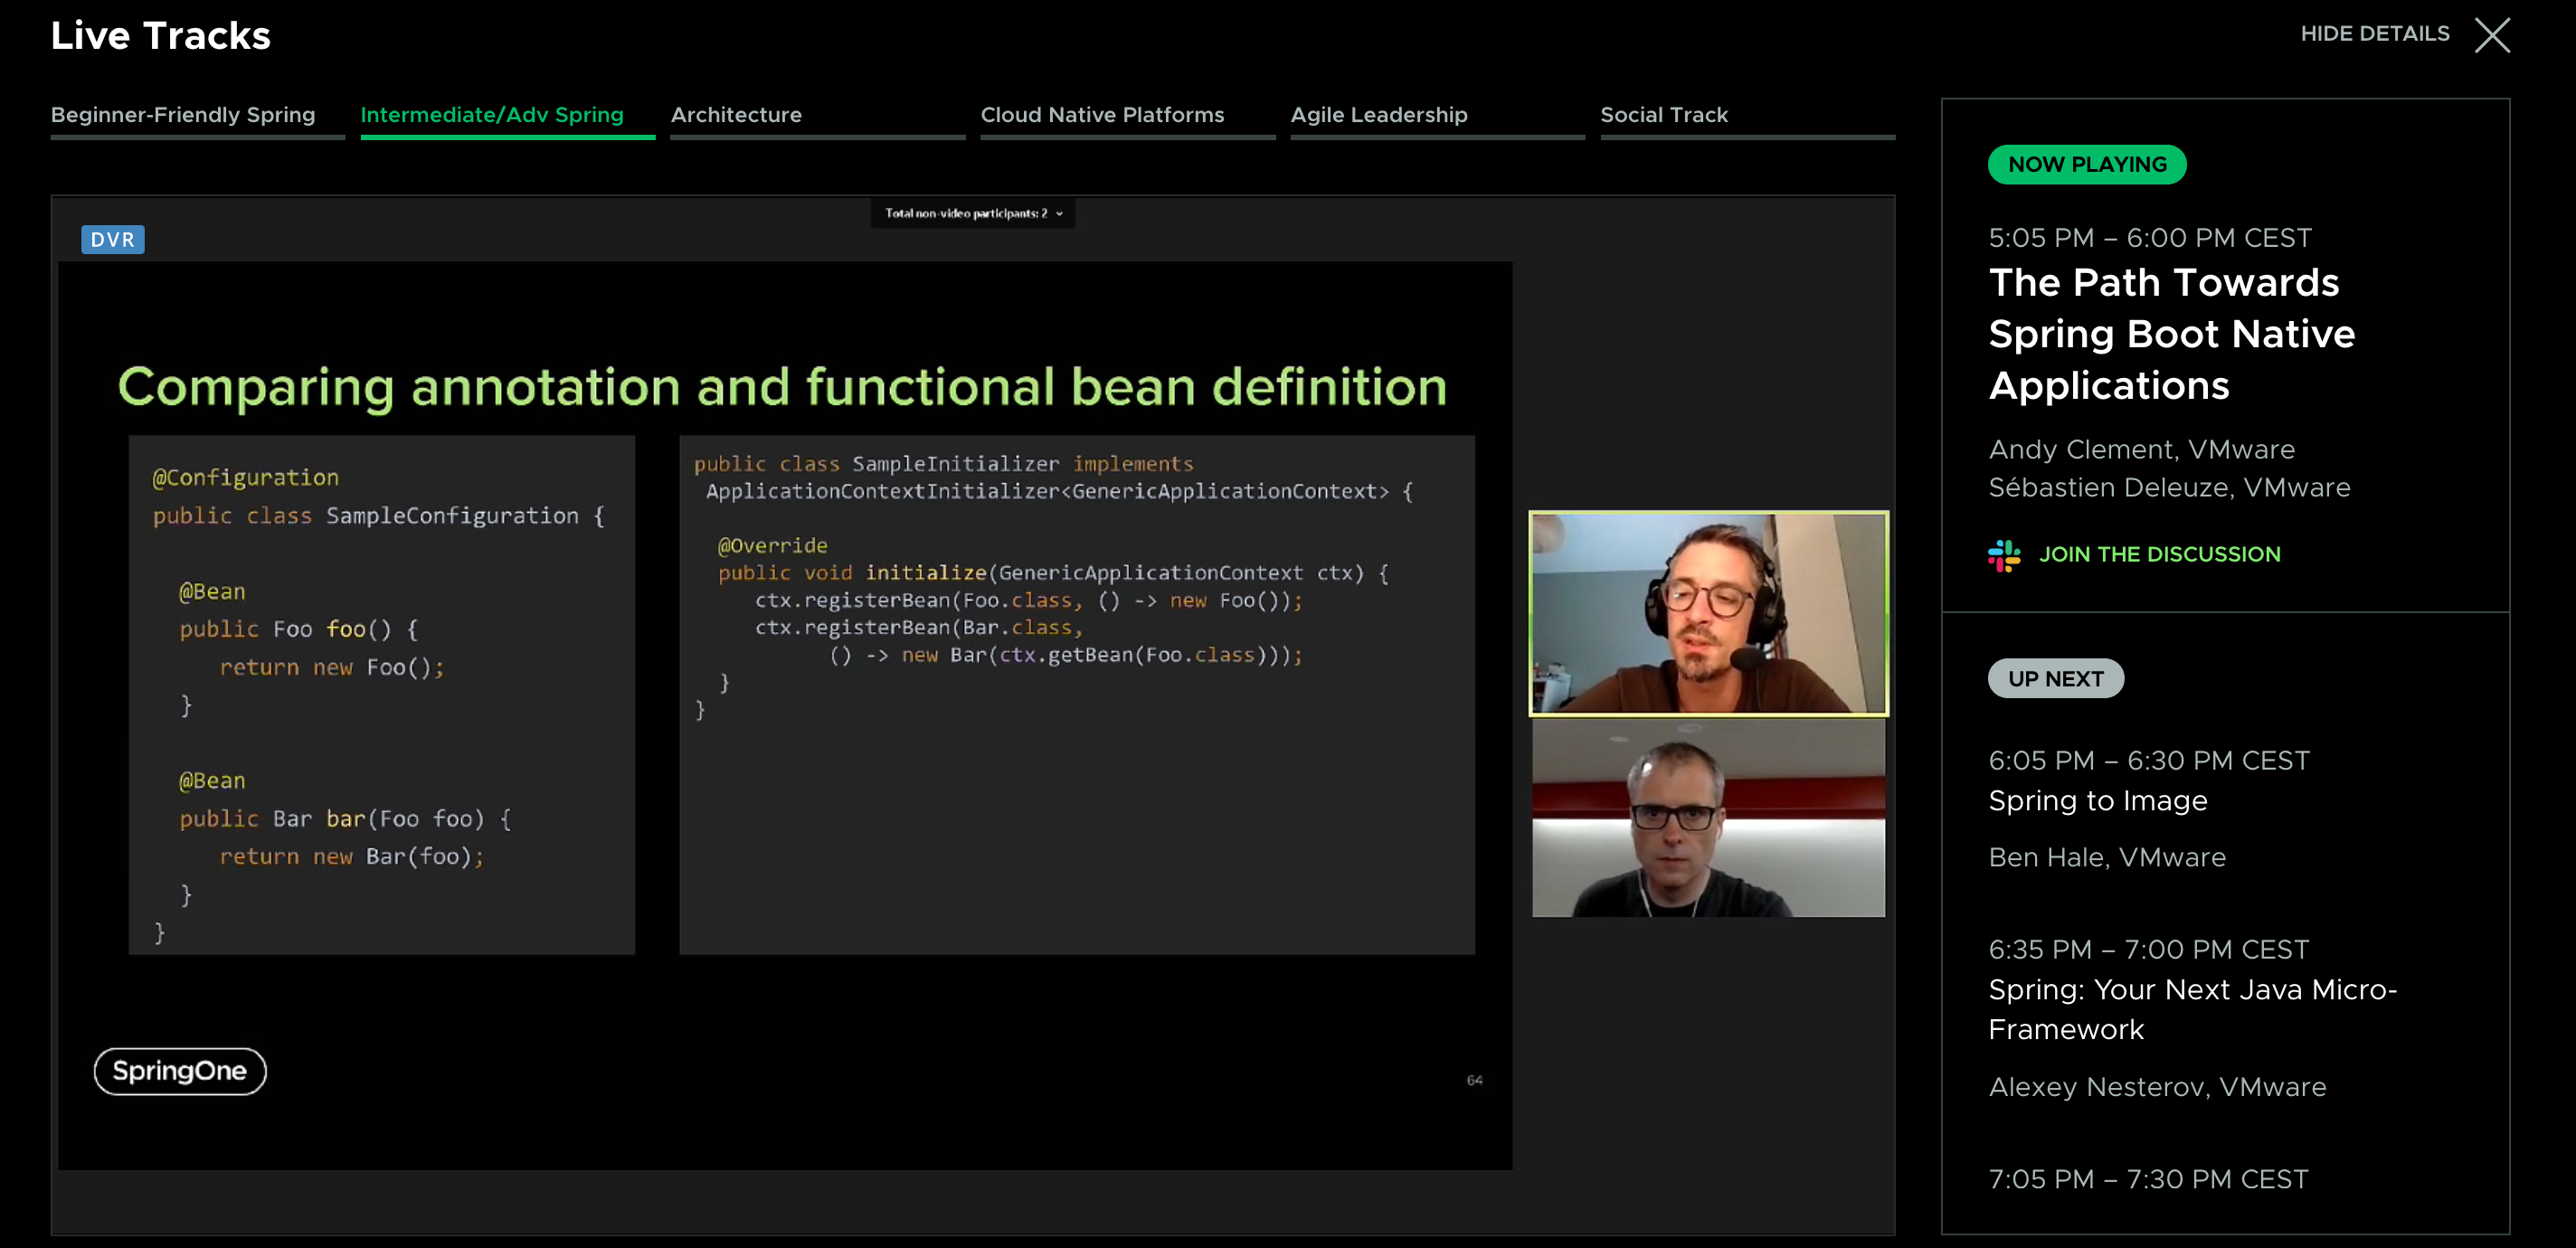 Live Tracks
HIDE DETAILS
Beginner-Friendly Spring
Intermediate/Adv Spring
Architecture
Cloud Native Platforms
Agile Leadership
Social Track
Total non-video participants: 2
DVR
Comparing annotation and functional bean definition
@Configuration
public class SampleConfiguration {
@Bean
public Foo foo() {
return new Foo();
}
@Bean
public Bar bar(Foo foo) {
return new Bar(foo);
}
}
public class SampleInitializer implements
ApplicationContextInitializer<GenericApplicationContext> {
@Override
public void initialize(GenericApplicationContext ctx) {
ctx.registerBean(Foo.class, () -> new Foo());
ctx.registerBean(Bar.class,
() -> new Bar(ctx.getBean(Foo.class)));
}
}
SpringOne
64
NOW PLAYING
5:05 PM – 6:00 PM CEST
The Path Towards
Spring Boot Native
Applications
Andy Clement, VMware
Sébastien Deleuze, VMware
JOIN THE DISCUSSION
UP NEXT
6:05 PM – 6:30 PM CEST
Spring to Image
Ben Hale, VMware
6:35 PM – 7:00 PM CEST
Spring: Your Next Java Micro-
Framework
Alexey Nesterov, VMware
7:05 PM – 7:30 PM CEST